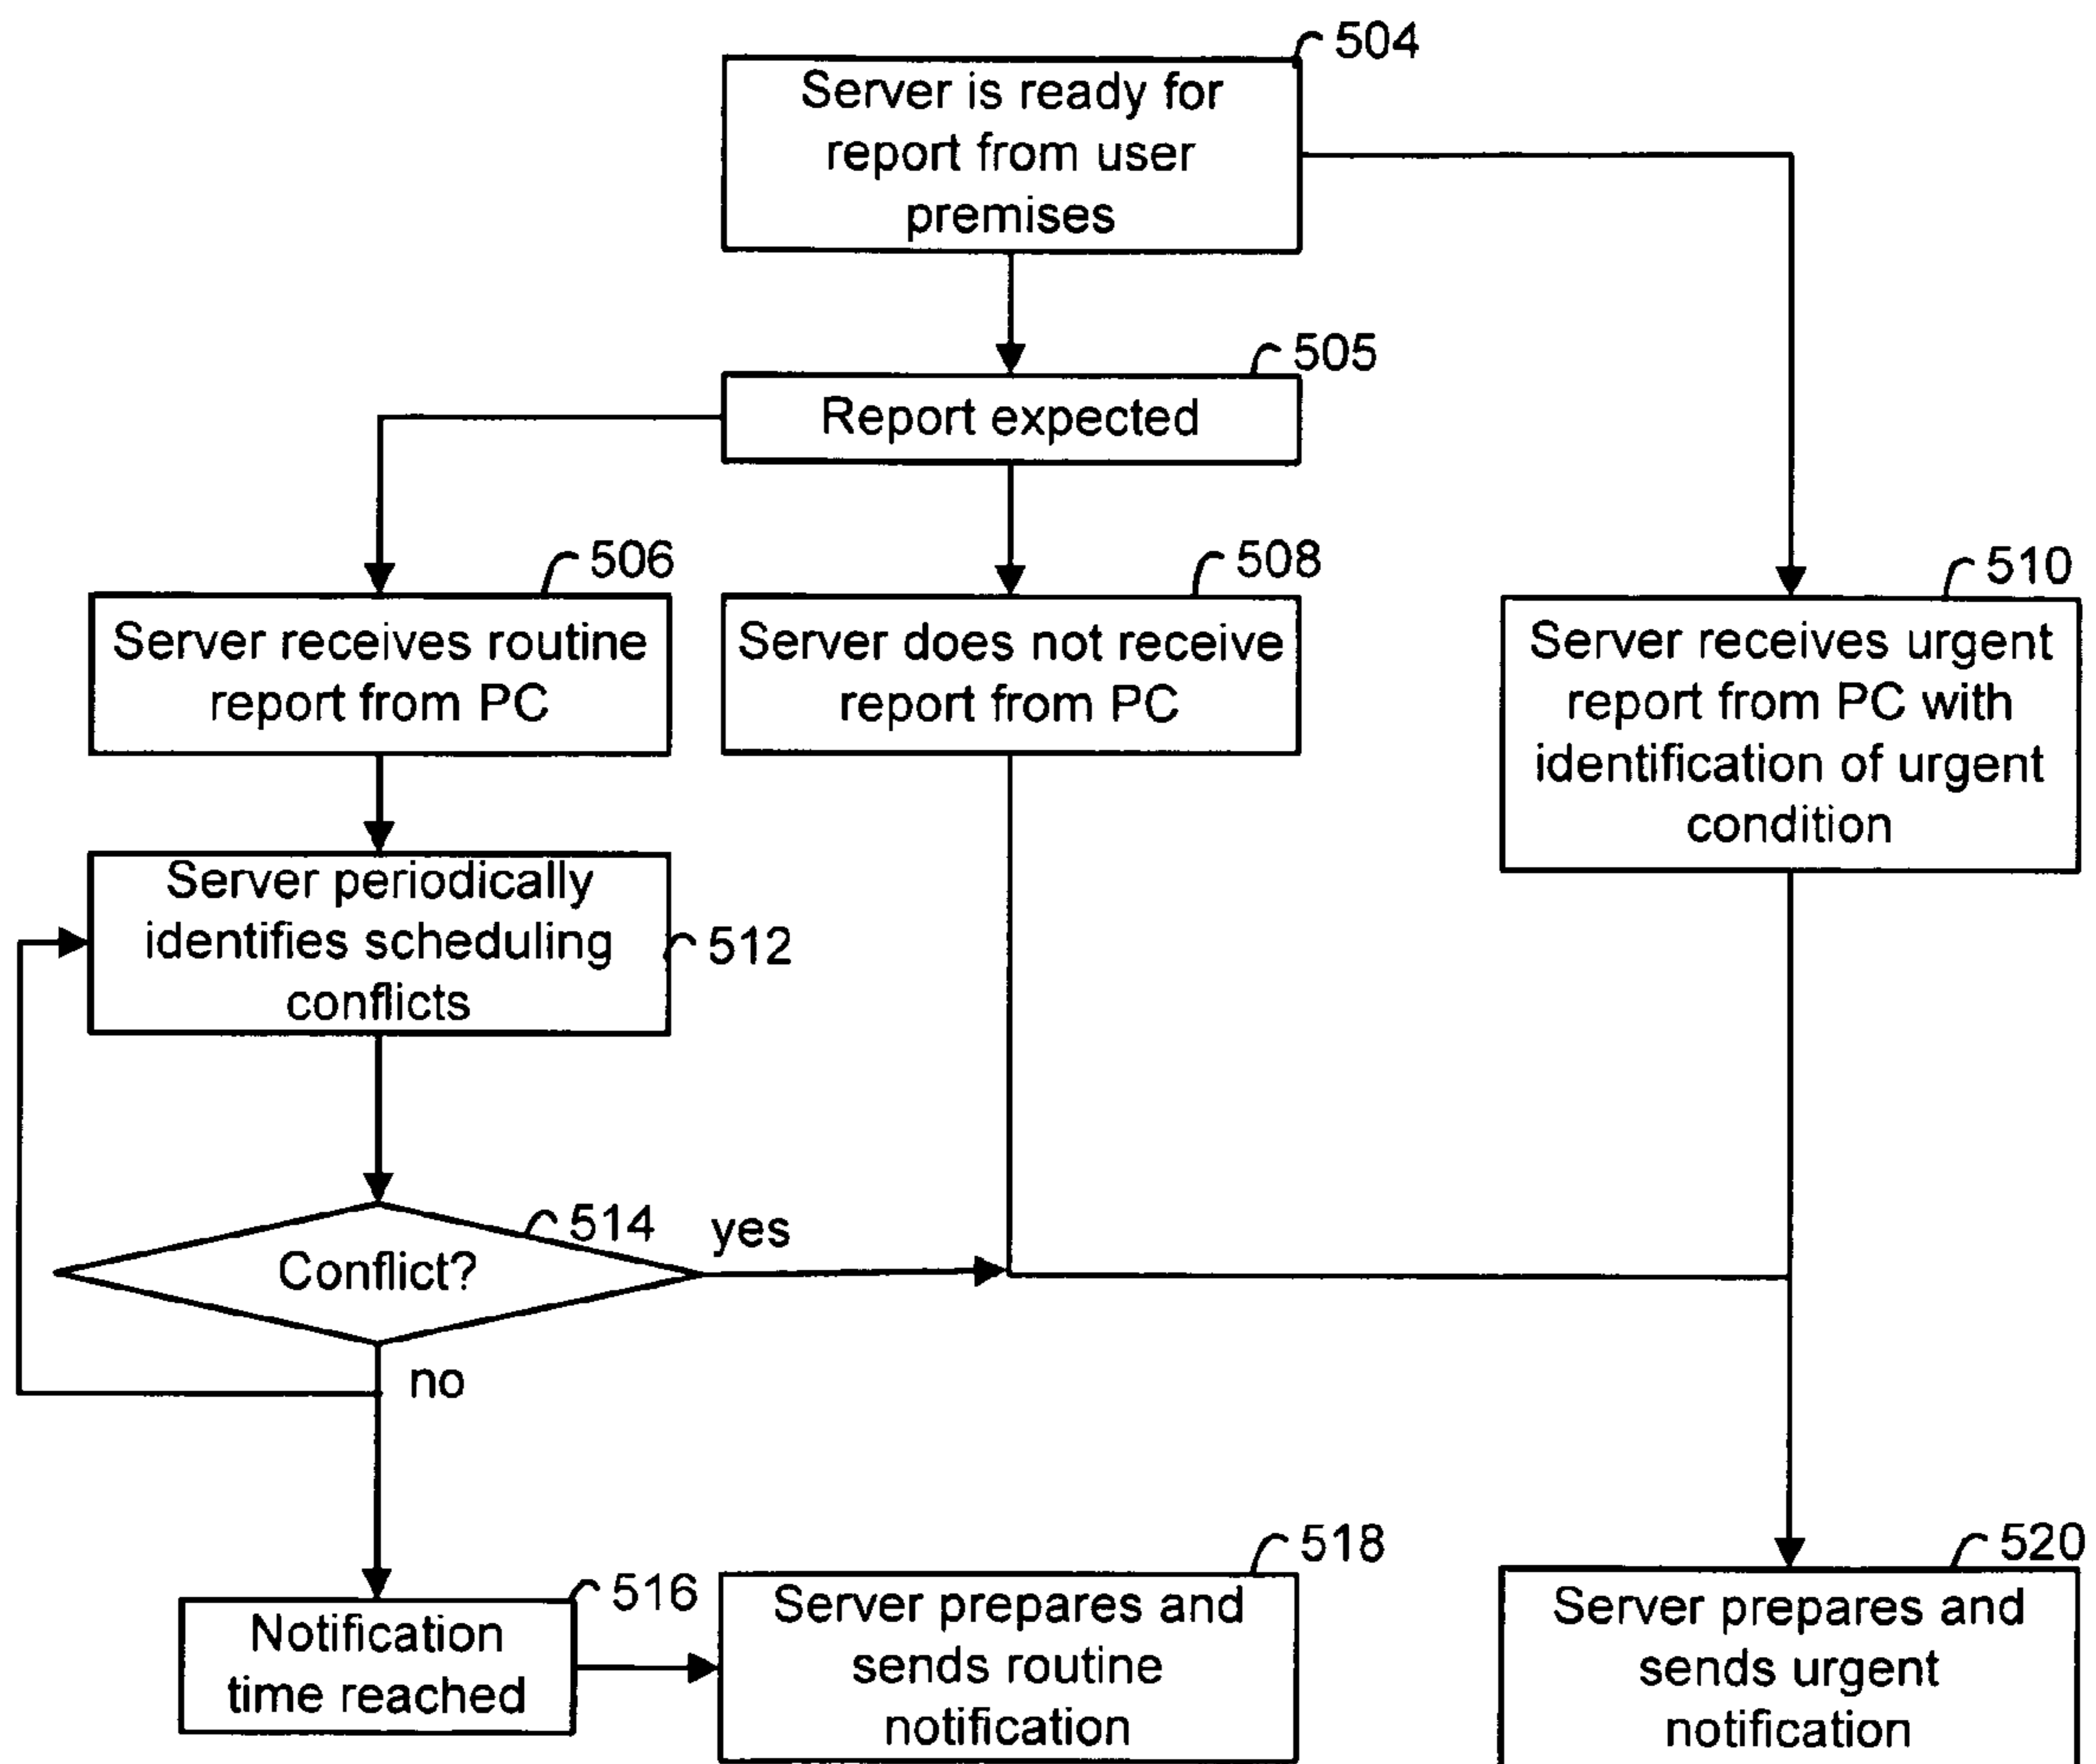 504
Server is ready for
report from user
premises
505
Report expected
506
Server receives routine
report from PC
508
Server does not receive
report from PC
510
Server receives urgent
report from PC with
identification of urgent
condition
Server periodically
identifies scheduling
conflicts
512
514
Conflict?
yes
no
516
Notification
time reached
518
Server prepares and
sends routine
notification
520
Server prepares and
sends urgent
notification